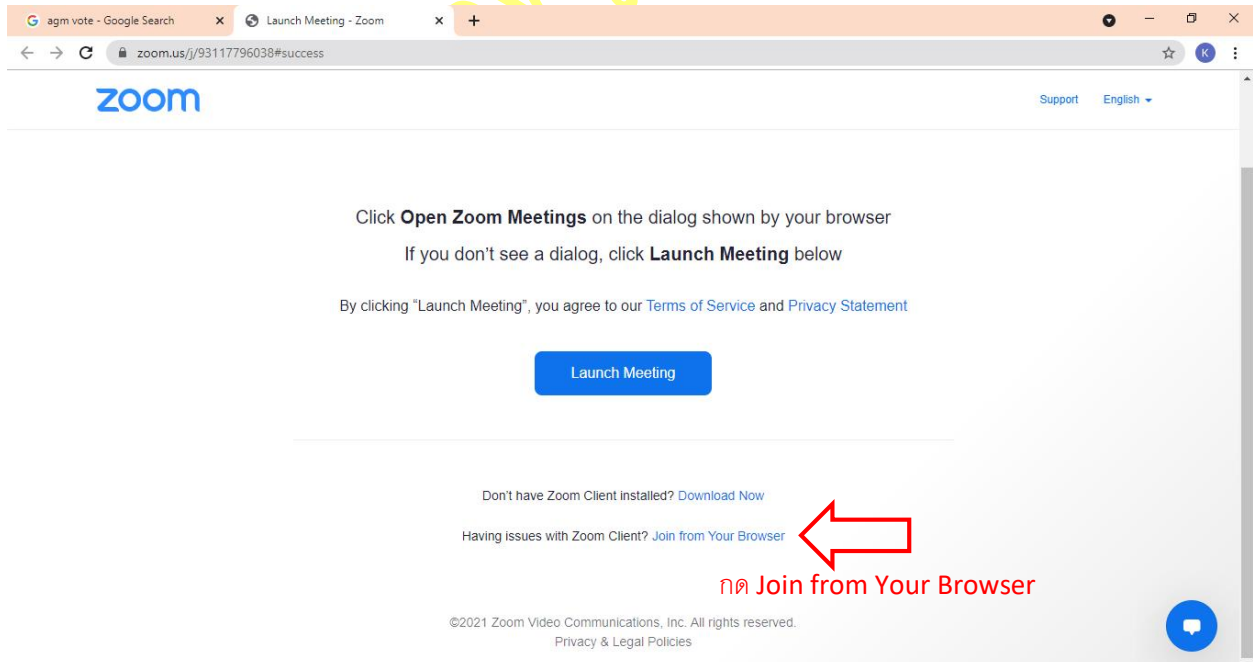 agm vote - Google Search
Launch Meeting - Zoom
zoom.us/j/93117796038#success
K
zoom
Support English
Click Open Zoom Meetings on the dialog shown by your browser
If you don't see a dialog, click Launch Meeting below
By clicking “Launch Meeting”, you agree to our Terms of Service and Privacy Statement
Launch Meeting
Don't have Zoom Client installed? Download Now
Having issues with Zoom Client? Join from Your Browser
กด Join from Your Browser
©2021 Zoom Video Communications, Inc. All rights reserved.
Privacy & Legal Policies